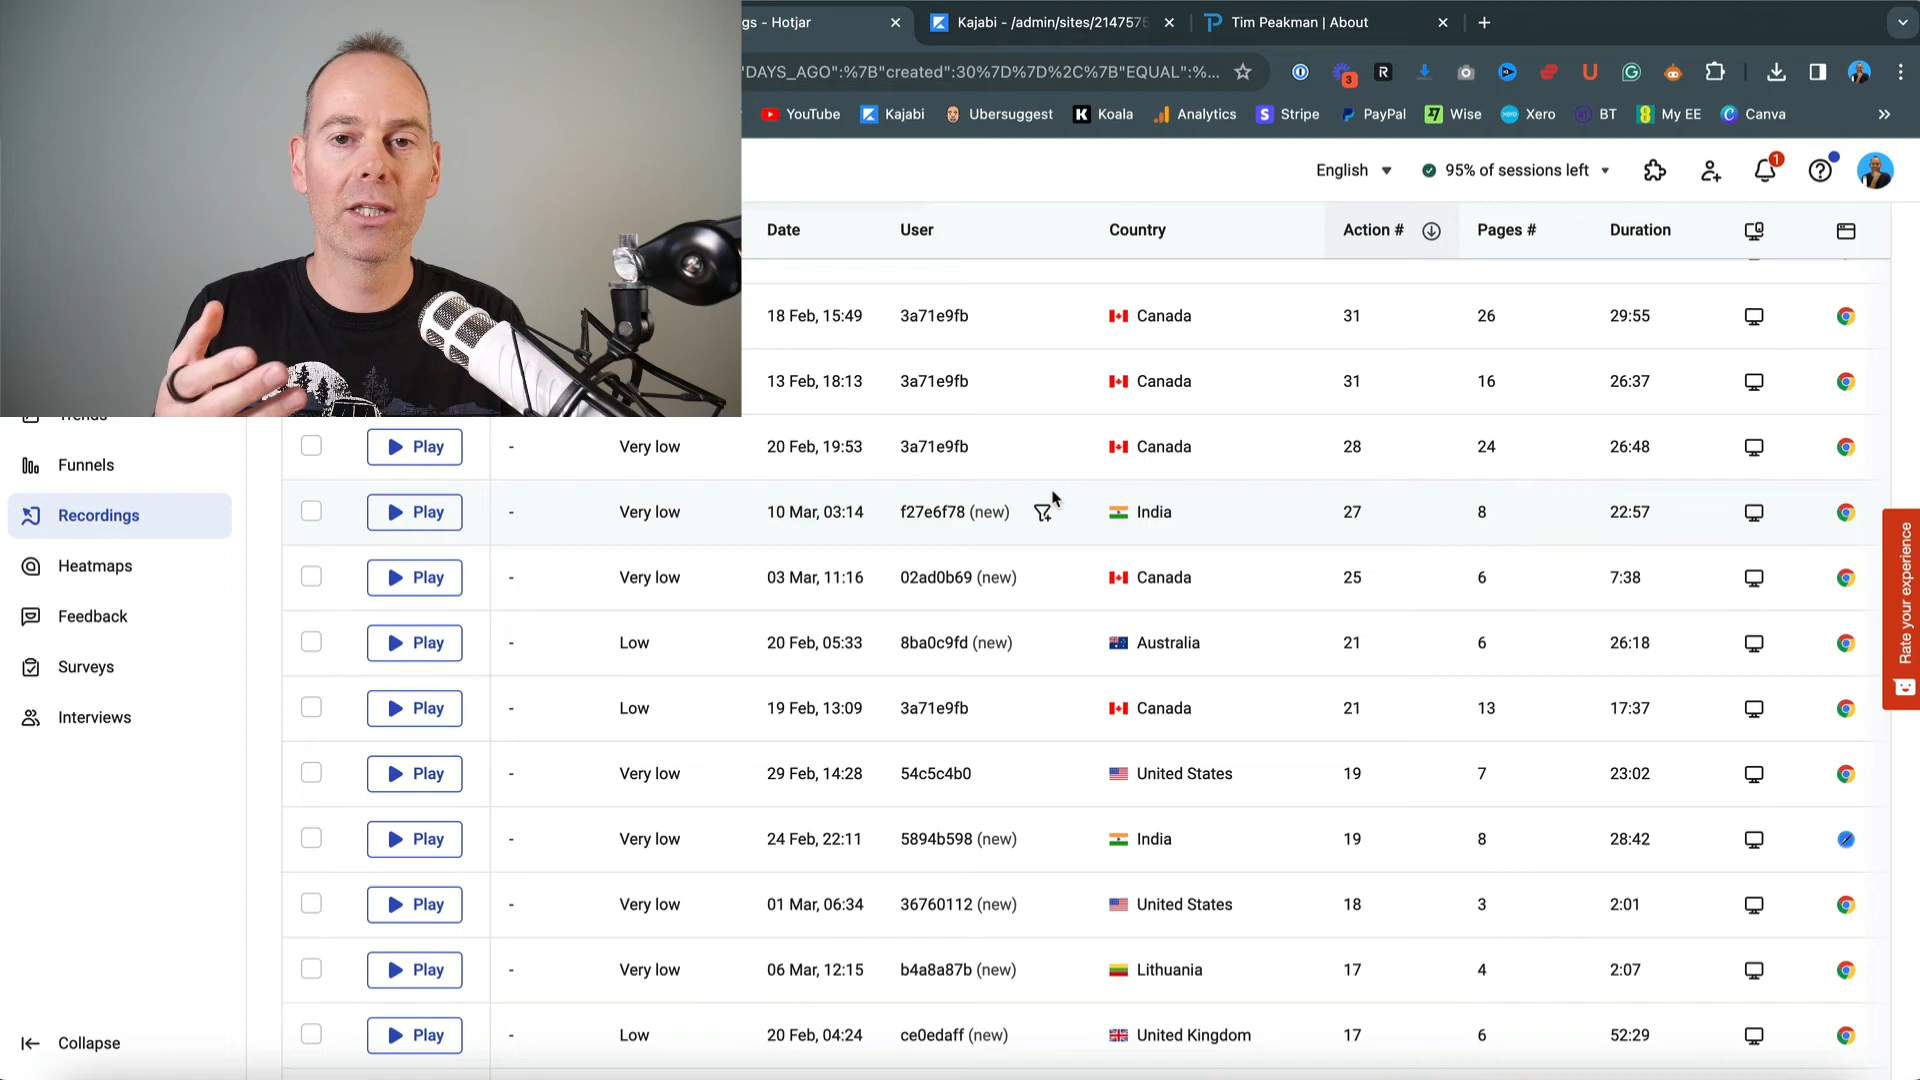 gs - Hotjar
Kajabi - /admin/sites/2147575
Tim Peakman | About
"DAYS_AGO":%7B"created":30%7D%7D%2C%7B"EQUAL":%...
3
R
U
YouTube
Kajabi
Ubersuggest
Koala
Analytics
Stripe
PayPal
Wise
Xero
BT
My EE
Canva
English
95% of sessions left
1
Date User Country Action # Pages # Duration
18 Feb, 15:49 3a71e9fb Canada 31 26 29:55
13 Feb, 18:13 3a71e9fb Canada 31 16 26:37
Play - Very low 20 Feb, 19:53 3a71e9fb Canada 28 24 26:48
Play - Very low 10 Mar, 03:14 f27e6f78 (new) India 27 8 22:57
Play - Very low 03 Mar, 11:16 02ad0b69 (new) Canada 25 6 7:38
Play - Low 20 Feb, 05:33 8ba0c9fd (new) Australia 21 6 26:18
Play - Low 19 Feb, 13:09 3a71e9fb Canada 21 13 17:37
Play - Very low 29 Feb, 14:28 54c5c4b0 United States 19 7 23:02
Play - Very low 24 Feb, 22:11 5894b598 (new) India 19 8 28:42
Play - Very low 01 Mar, 06:34 36760112 (new) United States 18 3 2:01
Play - Very low 06 Mar, 12:15 b4a8a87b (new) Lithuania 17 4 2:07
Play - Low 20 Feb, 04:24 ce0edaff (new) United Kingdom 17 6 52:29
Trends
Funnels
Recordings
Heatmaps
Feedback
Surveys
Interviews
Collapse
Rate your experience